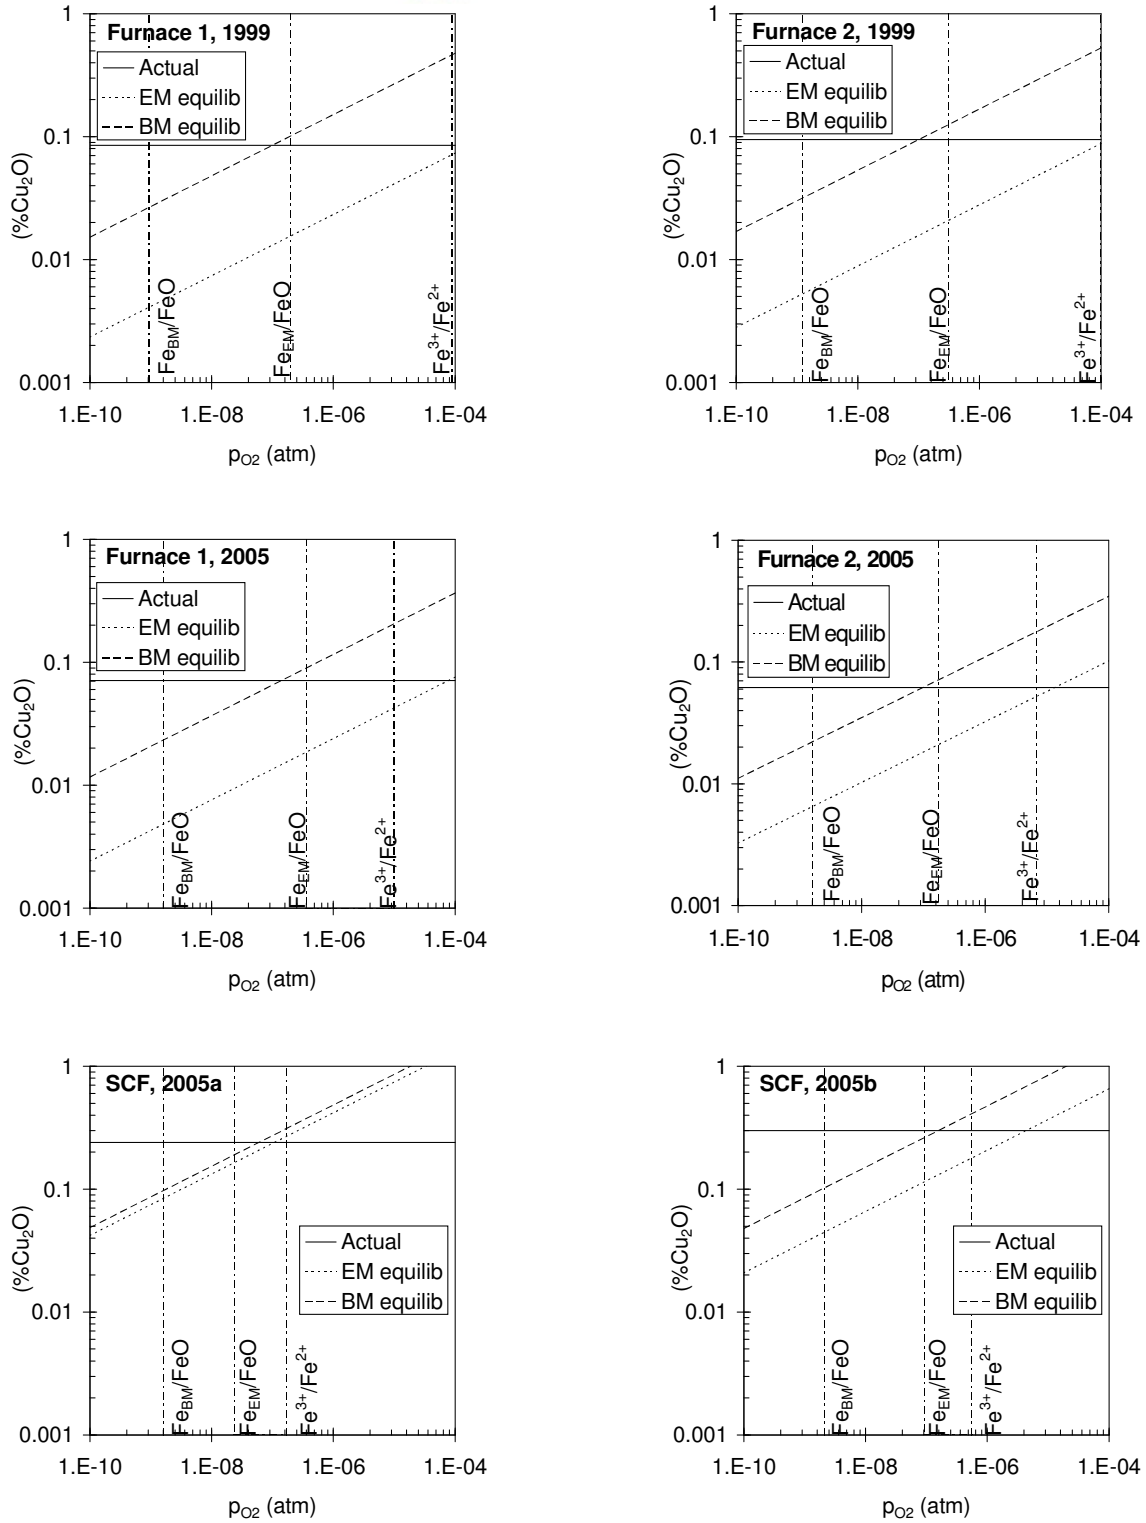 Furnace 1, 1999
Actual
EM equilib
BM equilib
1
0.1
0.01
0.001
(%Cu₂O)
Fe_BM/FeO
Fe_EM/FeO
Fe³⁺/Fe²⁺
1.E-10 1.E-08 1.E-06 1.E-04
p_O2 (atm)
Furnace 2, 1999
Actual
EM equilib
BM equilib
1
0.1
0.01
0.001
(%Cu₂O)
Fe_BM/FeO
Fe_EM/FeO
Fe³⁺/Fe²⁺
1.E-10 1.E-08 1.E-06 1.E-04
p_O2 (atm)
Furnace 1, 2005
Actual
EM equilib
BM equilib
1
0.1
0.01
0.001
(%Cu₂O)
Fe_BM/FeO
Fe_EM/FeO
Fe³⁺/Fe²⁺
1.E-10 1.E-08 1.E-06 1.E-04
p_O2 (atm)
Furnace 2, 2005
Actual
EM equilib
BM equilib
1
0.1
0.01
0.001
(%Cu₂O)
Fe_BM/FeO
Fe_EM/FeO
Fe³⁺/Fe²⁺
1.E-10 1.E-08 1.E-06 1.E-04
p_O2 (atm)
SCF, 2005a
1
0.1
0.01
0.001
(%Cu₂O)
Actual
EM equilib
BM equilib
Fe_BM/FeO
Fe_EM/FeO
Fe³⁺/Fe²⁺
1.E-10 1.E-08 1.E-06 1.E-04
p_O2 (atm)
SCF, 2005b
1
0.1
0.01
0.001
(%Cu₂O)
Actual
EM equilib
BM equilib
Fe_BM/FeO
Fe_EM/FeO
Fe³⁺/Fe²⁺
1.E-10 1.E-08 1.E-06 1.E-04
p_O2 (atm)